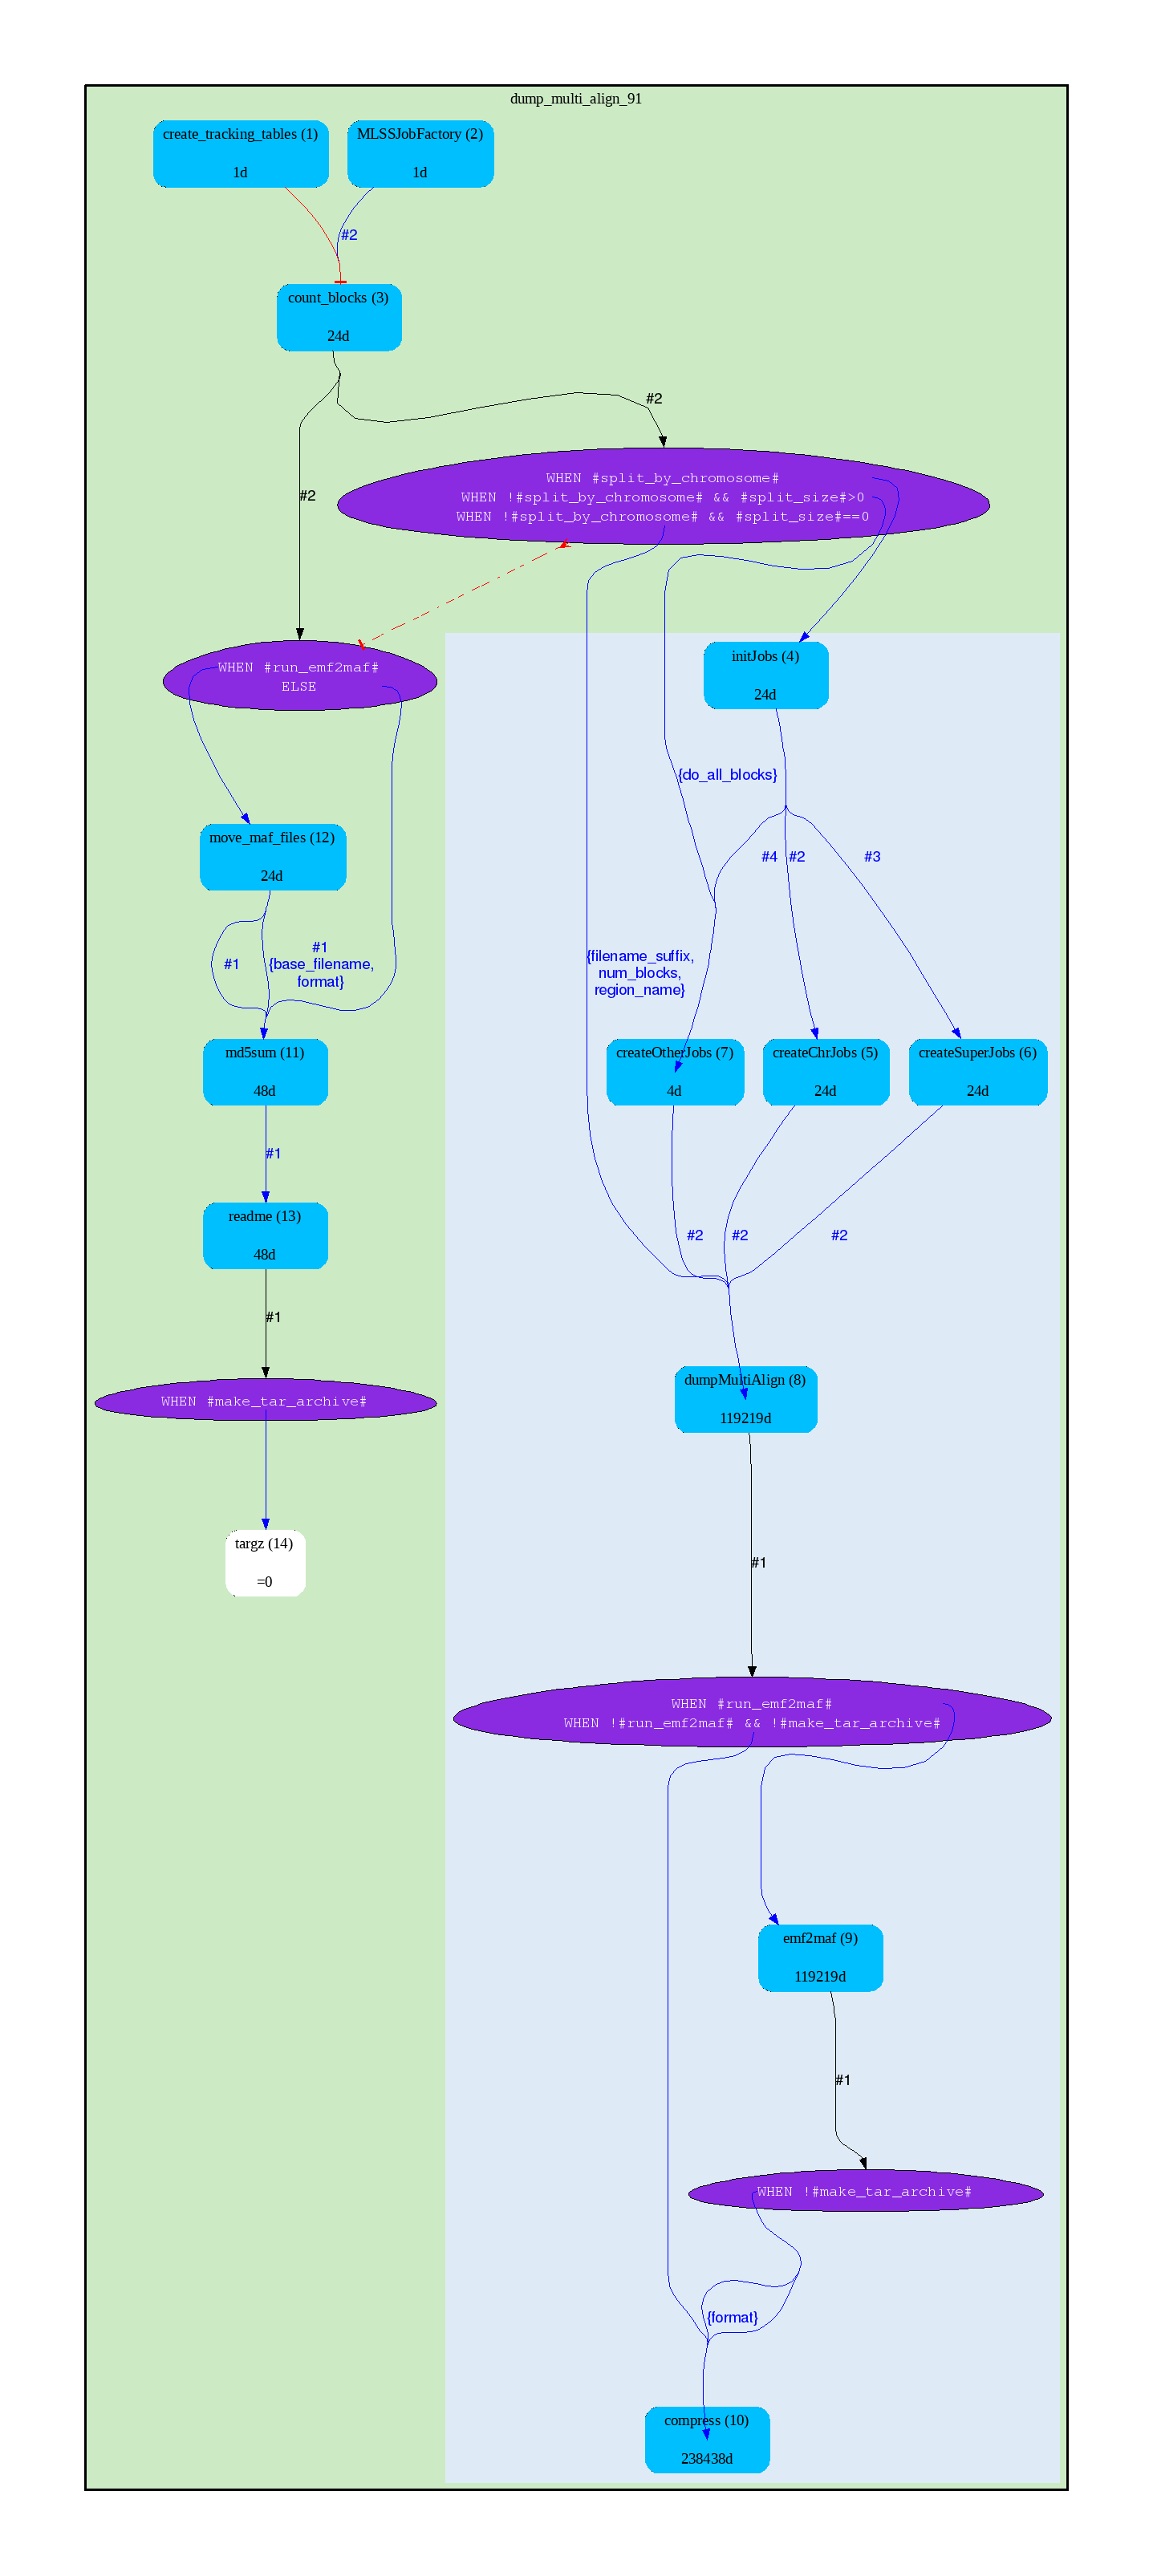 dump_multi_align_91
create_tracking_tables (1)
1d
MLSSJobFactory (2)
1d
#2
count_blocks (3)
24d
#2
#2
WHEN #split_by_chromosome#
WHEN !#split_by_chromosome# && #split_size#>0
WHEN !#split_by_chromosome# && #split_size#==0
WHEN #run_emf2maf#
ELSE
initJobs (4)
24d
{do_all_blocks}
move_maf_files (12)
24d
#4
#2
#3
#1
#1
{base_filename,
format}
{filename_suffix,
num_blocks,
region_name}
md5sum (11)
48d
createOtherJobs (7)
4d
createChrJobs (5)
24d
createSuperJobs (6)
24d
#1
readme (13)
48d
#2
#2
#2
#1
WHEN #make_tar_archive#
dumpMultiAlign (8)
119219d
targz (14)
=0
#1
WHEN #run_emf2maf#
WHEN !#run_emf2maf# && !#make_tar_archive#
emf2maf (9)
119219d
#1
WHEN !#make_tar_archive#
{format}
compress (10)
238438d